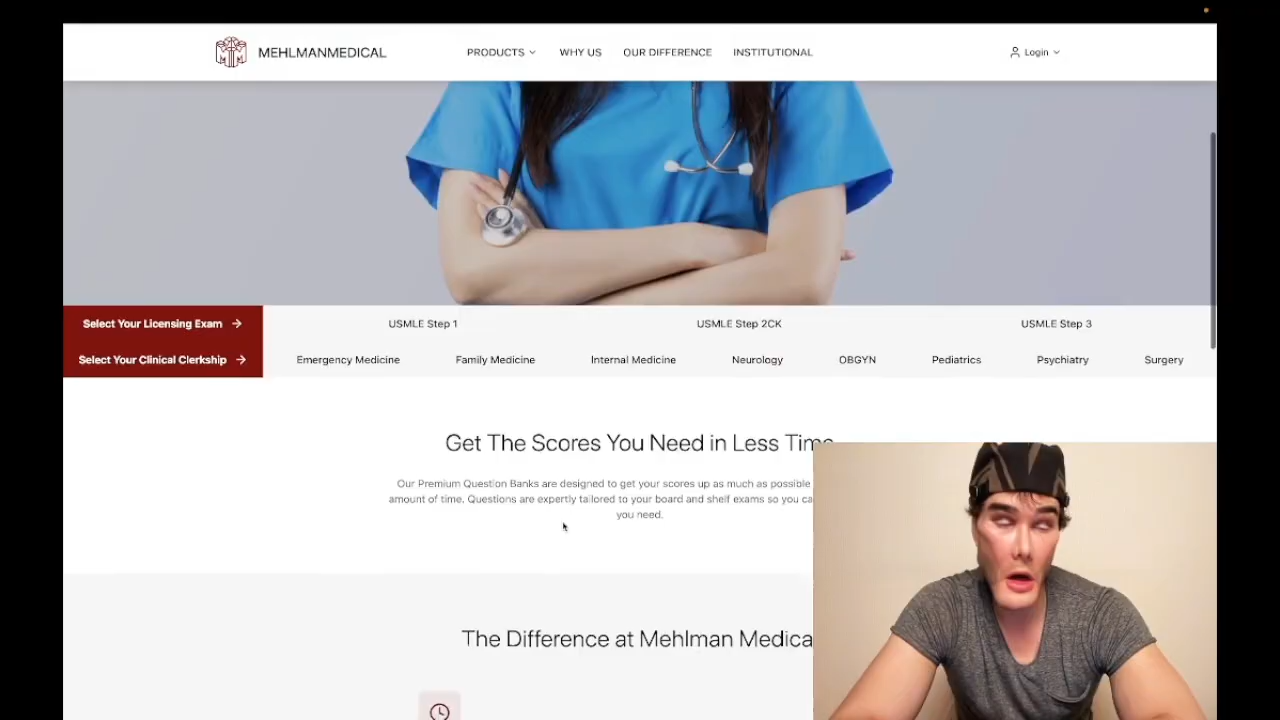 MEHLMANMEDICAL
PRODUCTS
WHY US
OUR DIFFERENCE
INSTITUTIONAL
Login
Select Your Licensing Exam
USMLE Step 1
USMLE Step 2CK
USMLE Step 3
Select Your Clinical Clerkship
Emergency Medicine
Family Medicine
Internal Medicine
Neurology
OBGYN
Pediatrics
Psychiatry
Surgery
Get The Scores You Need in Less Time
Our Premium Question Banks are designed to get your scores up as much as possible
amount of time. Questions are expertly tailored to your board and shelf exams so you ca
you need.
The Difference at Mehlman Medica